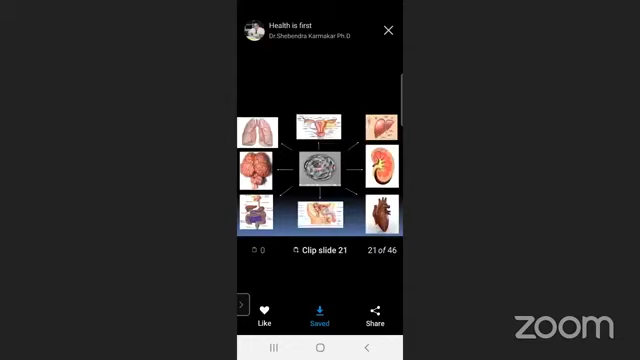 Health is first
Dr.Shebendra Karmakar Ph.D
0
Clip slide 21
21 of 46
Like
Saved
Share
zoom